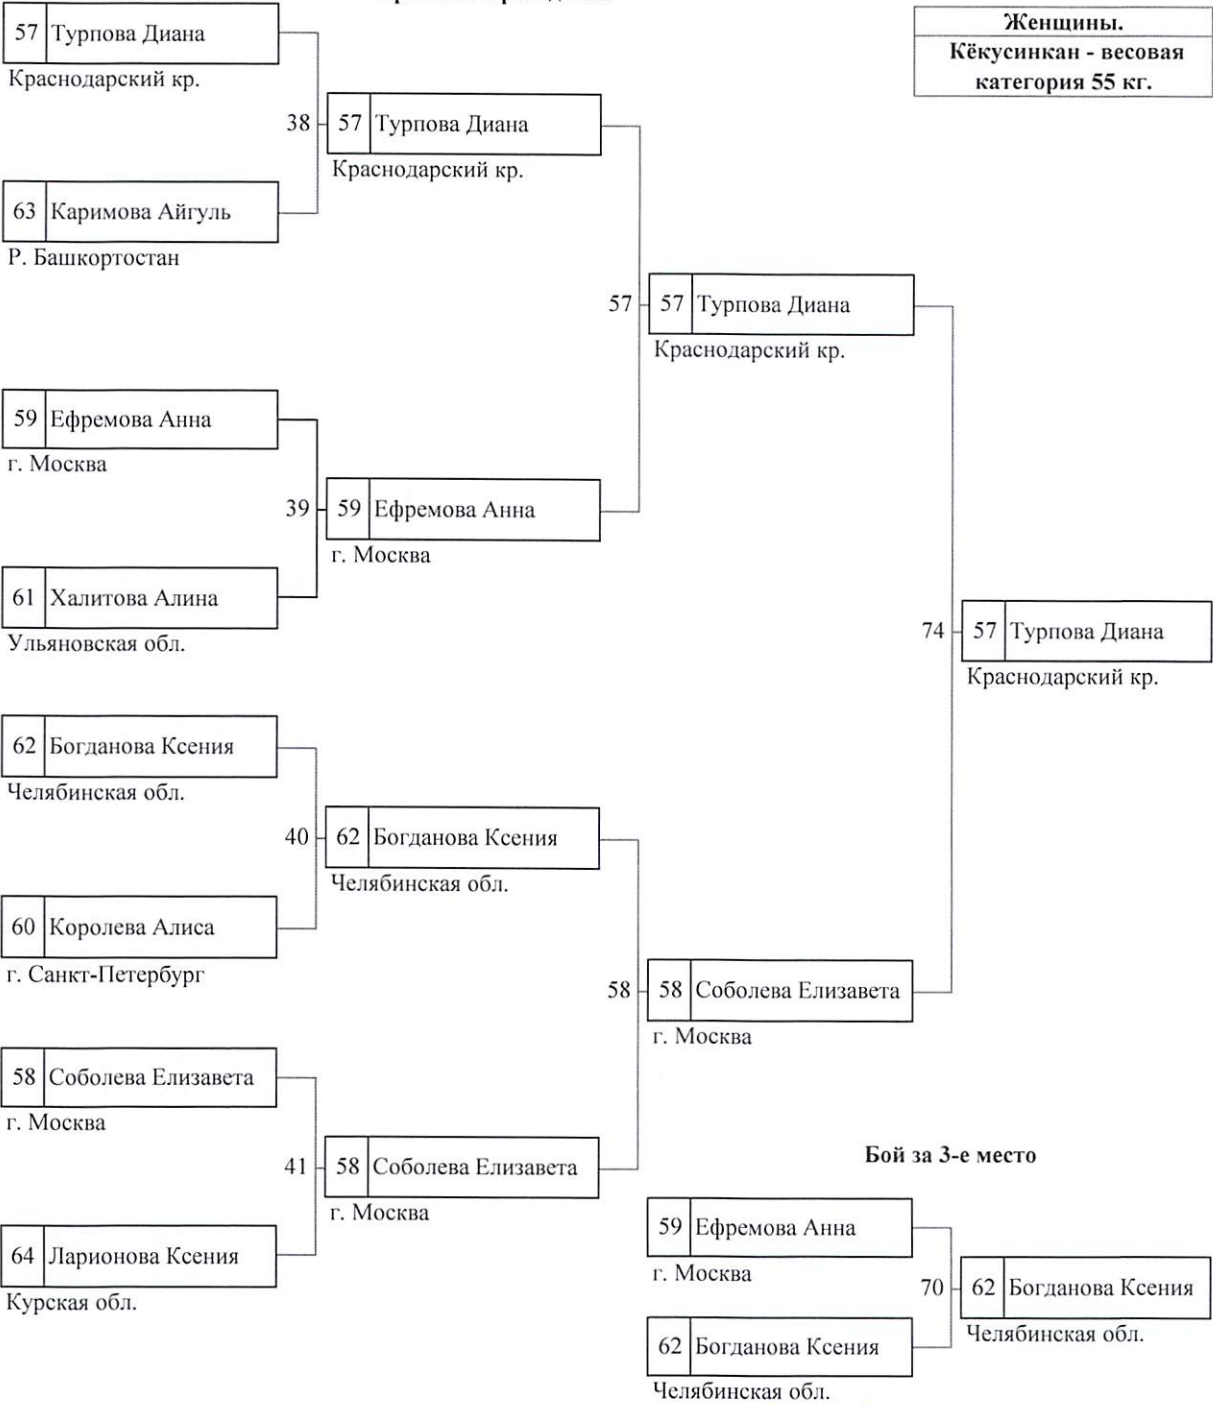 Женщины.
Кёкусинкан - весовая
категория 55 кг.
57 Турпова Диана
Краснодарский кр.
38 57 Турпова Диана
Краснодарский кр.
63 Каримова Айгуль
Р. Башкортостан
57 57 Турпова Диана
Краснодарский кр.
59 Ефремова Анна
г. Москва
39 59 Ефремова Анна
г. Москва
61 Халитова Алина
Ульяновская обл.
74 57 Турпова Диана
Краснодарский кр.
62 Богданова Ксения
Челябинская обл.
40 62 Богданова Ксения
Челябинская обл.
60 Королева Алиса
г. Санкт-Петербург
58 58 Соболева Елизавета
г. Москва
58 Соболева Елизавета
г. Москва
41 58 Соболева Елизавета
г. Москва
64 Ларионова Ксения
Курская обл.
Бой за 3-е место
59 Ефремова Анна
г. Москва
70 62 Богданова Ксения
Челябинская обл.
62 Богданова Ксения
Челябинская обл.